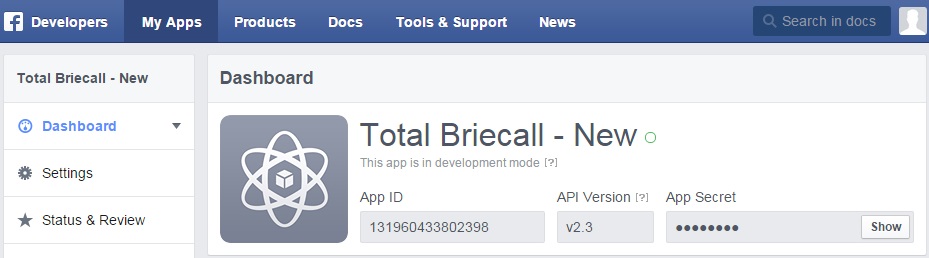 f Developers My Apps Products Docs Tools & Support News Search in docs
Total Briecall - New
Dashboard
Settings
Status & Review
Dashboard
Total Briecall - New
This app is in development mode [?]
App ID API Version [?] App Secret
131960433802398 v2.3 ●●●●●●●● Show